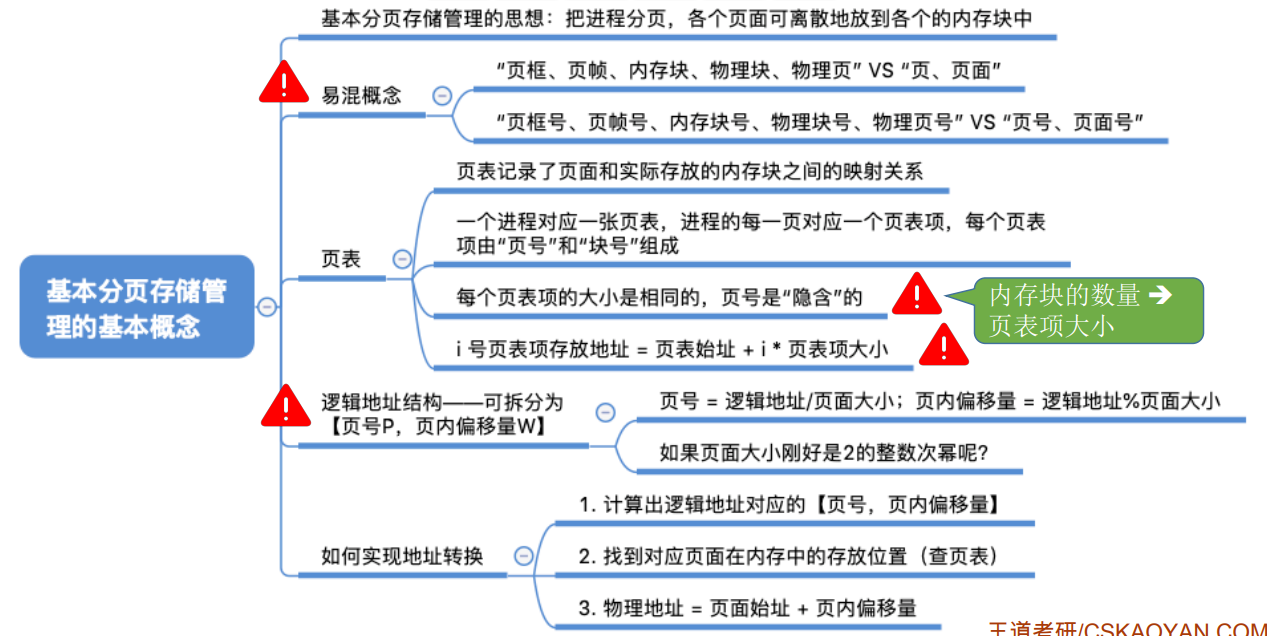 基本分页存储管理的思想：把进程分页，各个页面可离散地放到各个的内存块中
易混概念
“页框、页帧、内存块、物理块、物理页” VS “页、页面”
“页框号、页帧号、内存块号、物理块号、物理页号” VS “页号、页面号”
页表记录了页面和实际存放的内存块之间的映射关系
一个进程对应一张页表，进程的每一页对应一个页表项，每个页表
项由“页号”和“块号”组成
页表
每个页表项的大小是相同的，页号是“隐含”的
内存块的数量 ➔
页表项大小
i 号页表项存放地址 = 页表始址 + i * 页表项大小
基本分页存储管
理的基本概念
逻辑地址结构——可拆分为
【页号P，页内偏移量W】
页号 = 逻辑地址/页面大小；页内偏移量 = 逻辑地址%页面大小
如果页面大小刚好是2的整数次幂呢?
如何实现地址转换
1. 计算出逻辑地址对应的【页号，页内偏移量】
2. 找到对应页面在内存中的存放位置（查页表）
3. 物理地址 = 页面始址 + 页内偏移量
王道考研/CSKAOYAN.COM